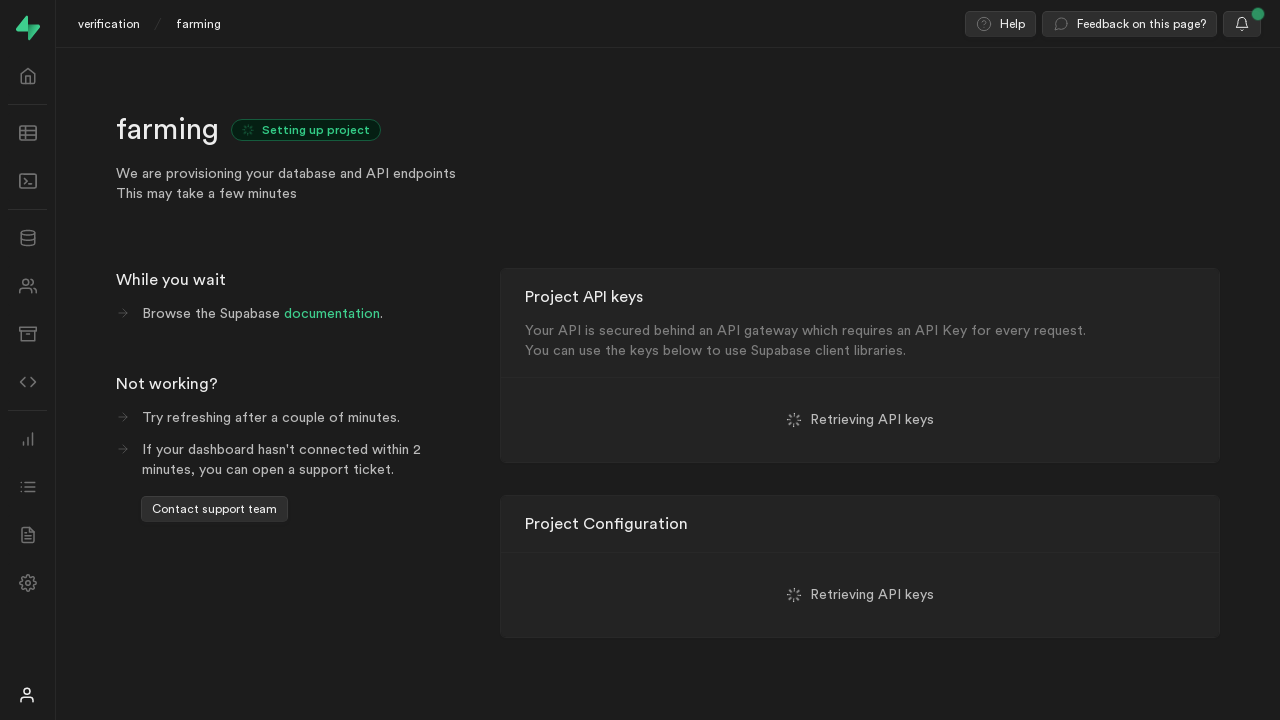 verification / farming
Help
Feedback on this page?
farming
Setting up project
We are provisioning your database and API endpoints
This may take a few minutes
While you wait
Browse the Supabase documentation.
Not working?
Try refreshing after a couple of minutes.
If your dashboard hasn't connected within 2
minutes, you can open a support ticket.
Contact support team
Project API keys
Your API is secured behind an API gateway which requires an API Key for every request.
You can use the keys below to use Supabase client libraries.
Retrieving API keys
Project Configuration
Retrieving API keys